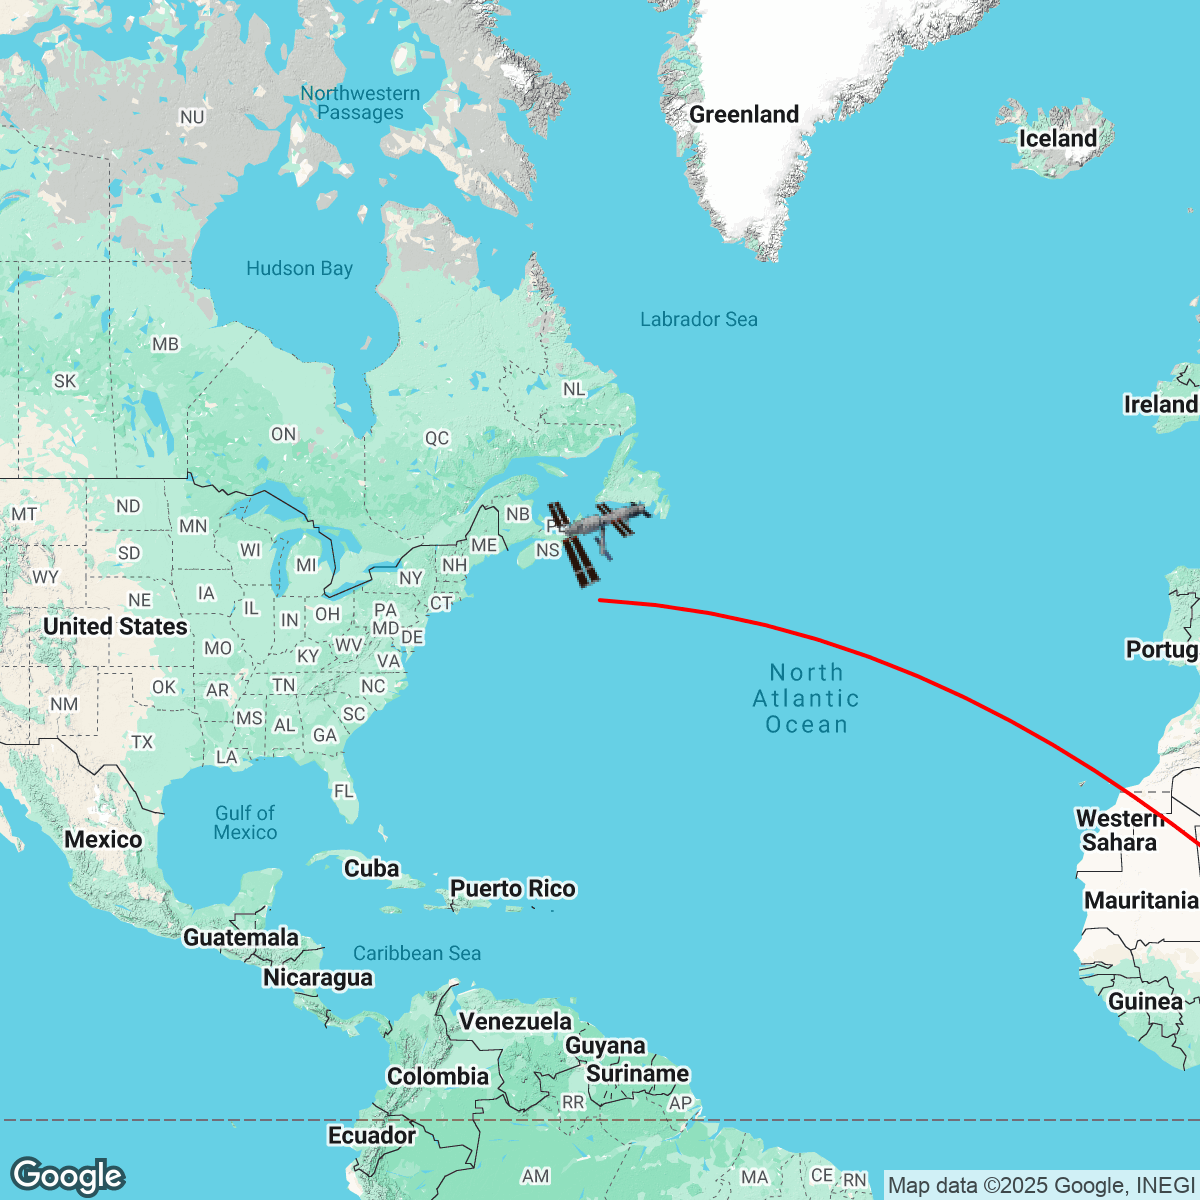 Northwestern
Passages
NU
Greenland
Iceland
Hudson Bay
Labrador Sea
MB
SK
NL
Ireland
ON
QC
MT
ND
MN
NB
SD
WI
MI
ME
NS
WY
NE
IA
IL
IN
OH
PA
NY
NH
CT
MD
DE
United States
MO
KY
WV
VA
Portug
OK
AR
TN
NC
NM
MS
AL
SC
GA
North
Atlantic
Ocean
TX
LA
FL
Gulf of
Mexico
Mexico
Western
Sahara
Cuba
Puerto Rico
Mauritania
Guatemala
Caribbean Sea
Nicaragua
Guinea
Venezuela
Guyana
Colombia
Suriname
RR
AP
Ecuador
AM
MA
CE
RN
Google
Map data ©2025 Google, INEGI